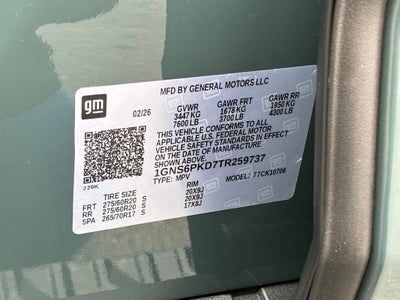 gm
MFD BY GENERAL MOTORS LLC
02/26
GVWR GAWR FRT GAWR RR
3447 KG 1678 KG 1950 KG
7600 LB 3700 LB 4300 LB
THIS VEHICLE CONFORMS TO ALL
APPLICABLE U.S. FEDERAL MOTOR
VEHICLE SAFETY STANDARDS IN EFFECT
ON THE DATE OF MANUFACTURE
SHOWN ABOVE.
1GNS6PKD7TR259737
TYPE: MPV MODEL: 77CK10706
229K
TIRE SIZE RIM
FRT 275/60R20 S 20X9J
RR 275/60R20 S 20X9J
SPA 265/70R17 S 17X8J